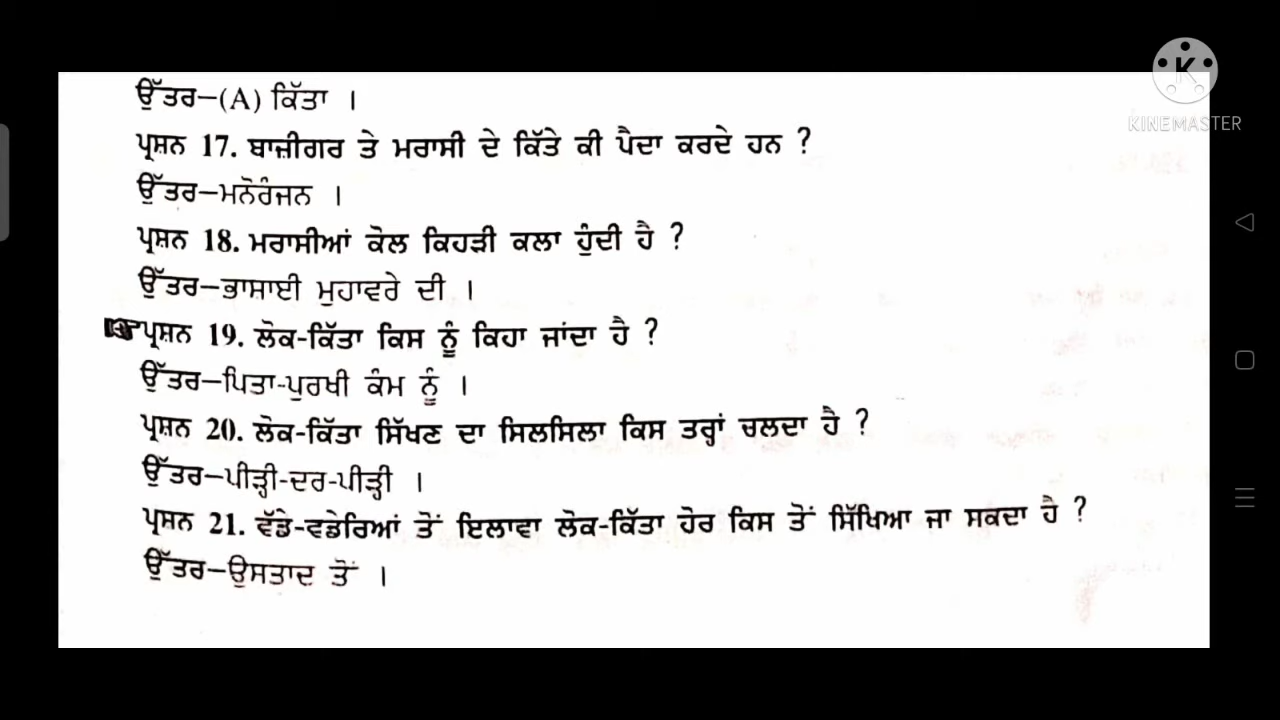 ਉੱਤਰ–(A) ਕਿੱਤਾ ।
ਪ੍ਰਸ਼ਨ 17. ਬਾਜ਼ੀਗਰ ਤੇ ਮਰਾਸੀ ਦੇ ਕਿੱਤੇ ਕੀ ਪੈਦਾ ਕਰਦੇ ਹਨ ?
ਉੱਤਰ–ਮਨੋਰੰਜਨ ।
ਪ੍ਰਸ਼ਨ 18. ਮਰਾਸੀਆਂ ਕੋਲ ਕਿਹੜੀ ਕਲਾ ਹੁੰਦੀ ਹੈ ?
ਉੱਤਰ–ਭਾਸ਼ਾਈ ਮੁਹਾਵਰੇ ਦੀ ।
ਪ੍ਰਸ਼ਨ 19. ਲੋਕ-ਕਿੱਤਾ ਕਿਸ ਨੂੰ ਕਿਹਾ ਜਾਂਦਾ ਹੈ ?
ਉੱਤਰ–ਪਿਤਾ-ਪੁਰਖੀ ਕੰਮ ਨੂੰ ।
ਪ੍ਰਸ਼ਨ 20. ਲੋਕ-ਕਿੱਤਾ ਸਿੱਖਣ ਦਾ ਸਿਲਸਿਲਾ ਕਿਸ ਤਰ੍ਹਾਂ ਚਲਦਾ ਹੈ ?
ਉੱਤਰ–ਪੀੜ੍ਹੀ-ਦਰ-ਪੀੜ੍ਹੀ ।
ਪ੍ਰਸ਼ਨ 21. ਵੱਡੇ-ਵਡੇਰਿਆਂ ਤੋਂ ਇਲਾਵਾ ਲੋਕ-ਕਿੱਤਾ ਹੋਰ ਕਿਸ ਤੋਂ ਸਿੱਖਿਆ ਜਾ ਸਕਦਾ ਹੈ ?
ਉੱਤਰ–ਉਸਤਾਦ ਤੋਂ ।
K
KINEMASTER